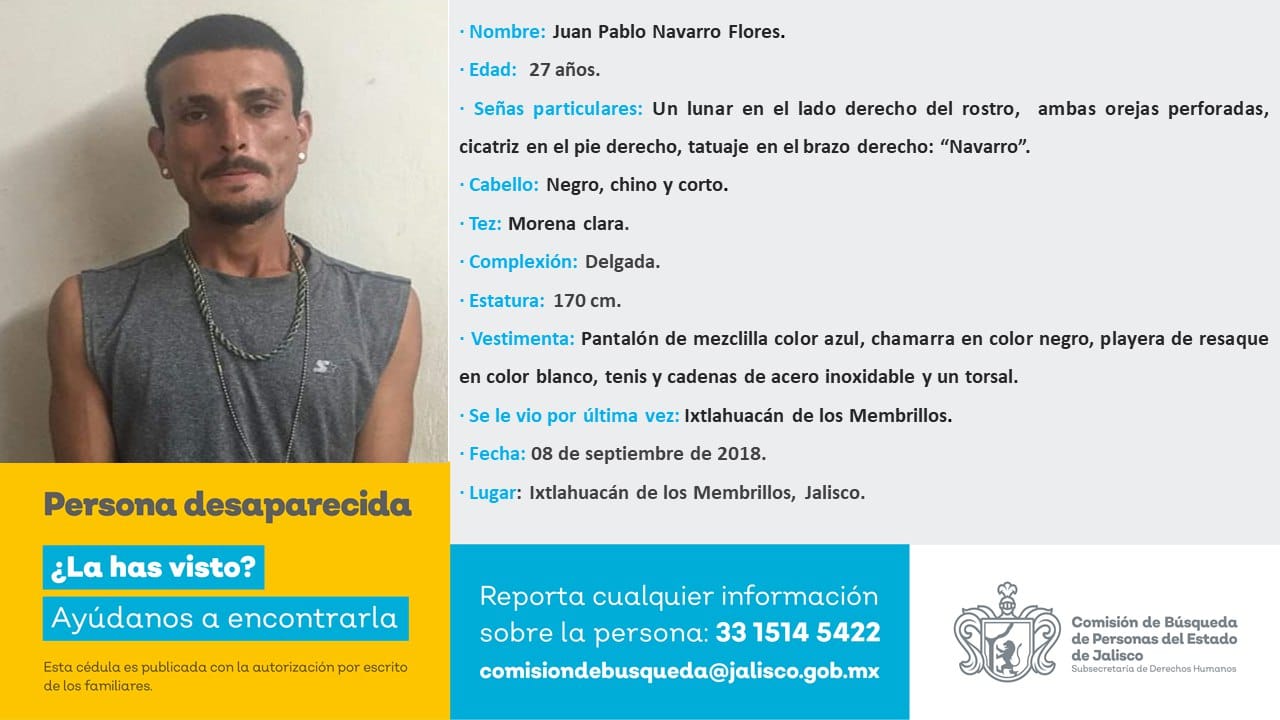 · Nombre: Juan Pablo Navarro Flores.
· Edad: 27 años.
· Señas particulares: Un lunar en el lado derecho del rostro, ambas orejas perforadas,
cicatriz en el pie derecho, tatuaje en el brazo derecho: “Navarro”.
· Cabello: Negro, chino y corto.
· Tez: Morena clara.
· Complexión: Delgada.
· Estatura: 170 cm.
· Vestimenta: Pantalón de mezclilla color azul, chamarra en color negro, playera de resaque
en color blanco, tenis y cadenas de acero inoxidable y un torsal.
· Se le vio por última vez: Ixtlahuacán de los Membrillos.
· Fecha: 08 de septiembre de 2018.
· Lugar: Ixtlahuacán de los Membrillos, Jalisco.
Persona desaparecida
¿La has visto?
Ayúdanos a encontrarla
Esta cédula es publicada con la autorización por escrito
de los familiares.
Reporta cualquier información
sobre la persona: 33 1514 5422
comisiondebusqueda@jalisco.gob.mx
Comisión de Búsqueda
de Personas del Estado
de Jalisco
Subsecretaría de Derechos Humanos